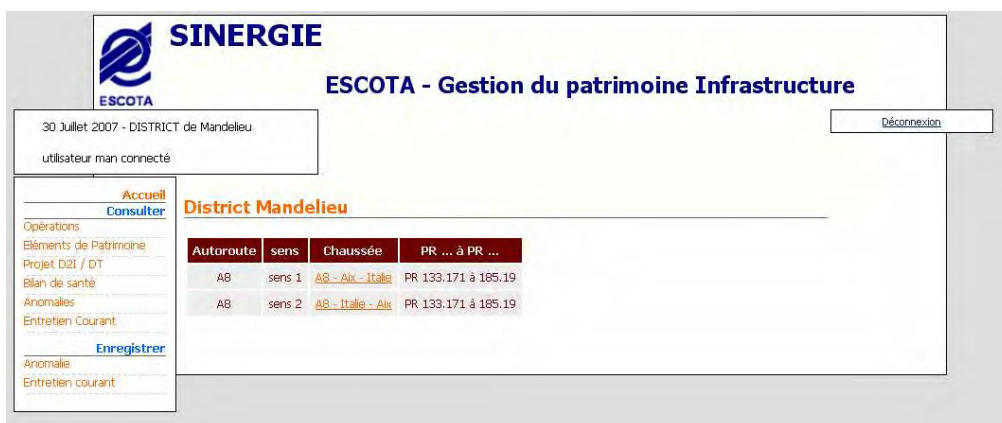 SINERGIE
ESCOTA - Gestion du patrimoine Infrastructure
ESCOTA
30 Juillet 2007 - DISTRICT de Mandelieu
utilisateur man connecté
Déconnexion
Accueil
Consulter
Opérations
Eléments de Patrimoine
Projet D2I / DT
Bilan de santé
Anomalies
Entretien Courant
Enregistrer
Anomalie
Entretien courant
District Mandelieu
Autoroute sens Chaussée PR ... à PR ...
A8 sens 1 A8 - Aix - Italie PR 133.171 à 185.19
A8 sens 2 A8 - Italie - Aix PR 133.171 à 185.19